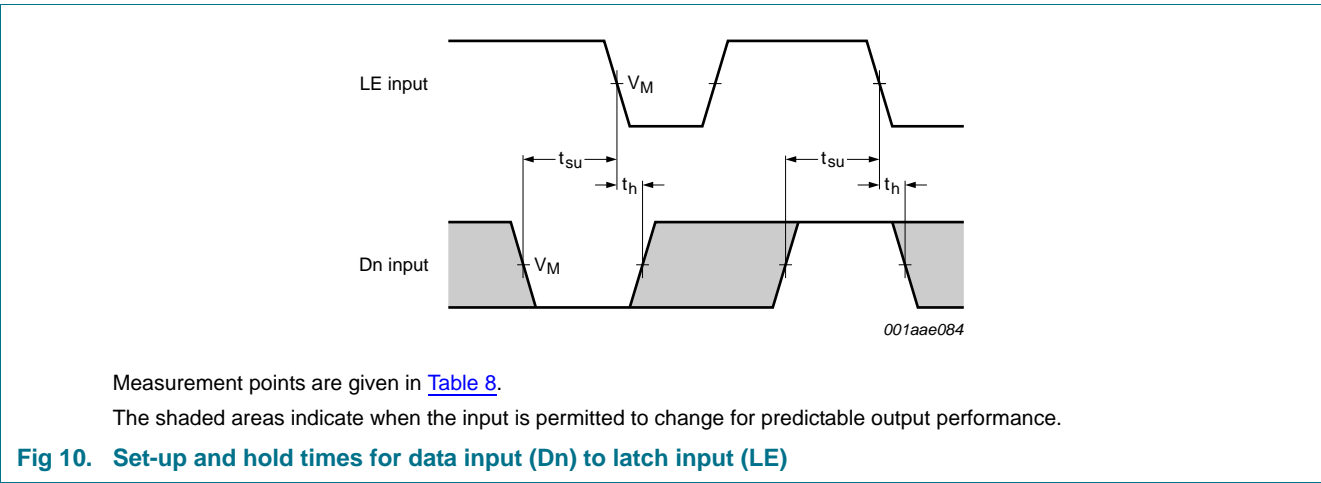 LE input
VM
tsu
tsu
th
th
Dn input
VM
001aae084
Measurement points are given in Table 8.
The shaded areas indicate when the input is permitted to change for predictable output performance.
Fig 10. Set-up and hold times for data input (Dn) to latch input (LE)